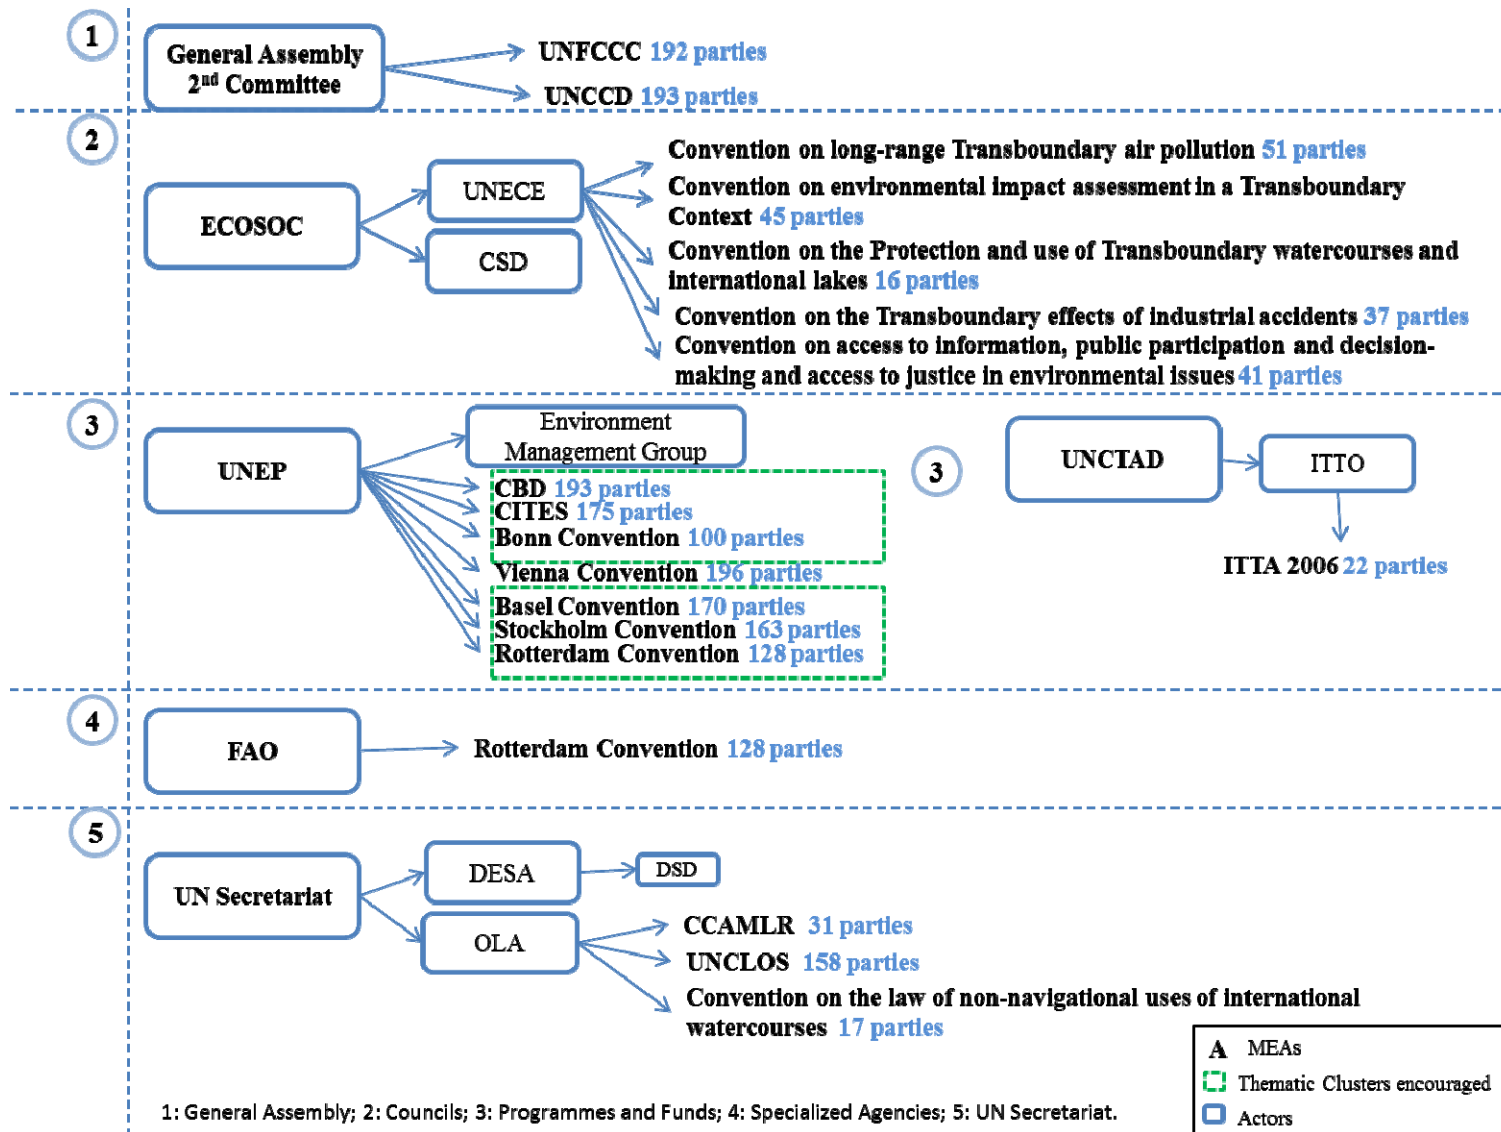 1
General Assembly
2nd Committee
UNFCCC 192 parties
UNCCD 193 parties
2
ECOSOC
UNECE
CSD
Convention on long-range Transboundary air pollution 51 parties
Convention on environmental impact assessment in a Transboundary
Context 45 parties
Convention on the Protection and use of Transboundary watercourses and
international lakes 16 parties
Convention on the Transboundary effects of industrial accidents 37 parties
Convention on access to information, public participation and decision-
making and access to justice in environmental issues 41 parties
3
UNEP
Environment
Management Group
CBD 193 parties
CITES 175 parties
Bonn Convention 100 parties
Vienna Convention 196 parties
Basel Convention 170 parties
Stockholm Convention 163 parties
Rotterdam Convention 128 parties
3
UNCTAD
ITTO
ITTA 2006 22 parties
4
FAO
Rotterdam Convention 128 parties
5
UN Secretariat
DESA
DSD
OLA
CCAMLR 31 parties
UNCLOS 158 parties
Convention on the law of non-navigational uses of international
watercourses 17 parties
A MEAs
Thematic Clusters encouraged
Actors
1: General Assembly; 2: Councils; 3: Programmes and Funds; 4: Specialized Agencies; 5: UN Secretariat.